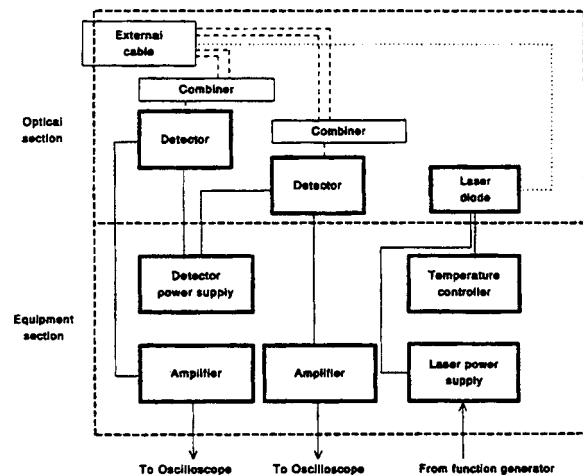 External
cable
Combiner
Optical
section
Detector
Combiner
Detector
Laser
diode
Detector
power supply
Temperature
controller
Equipment
section
Amplifier
Amplifier
Laser power
supply
To Oscilloscope
To Oscilloscope
From function generator